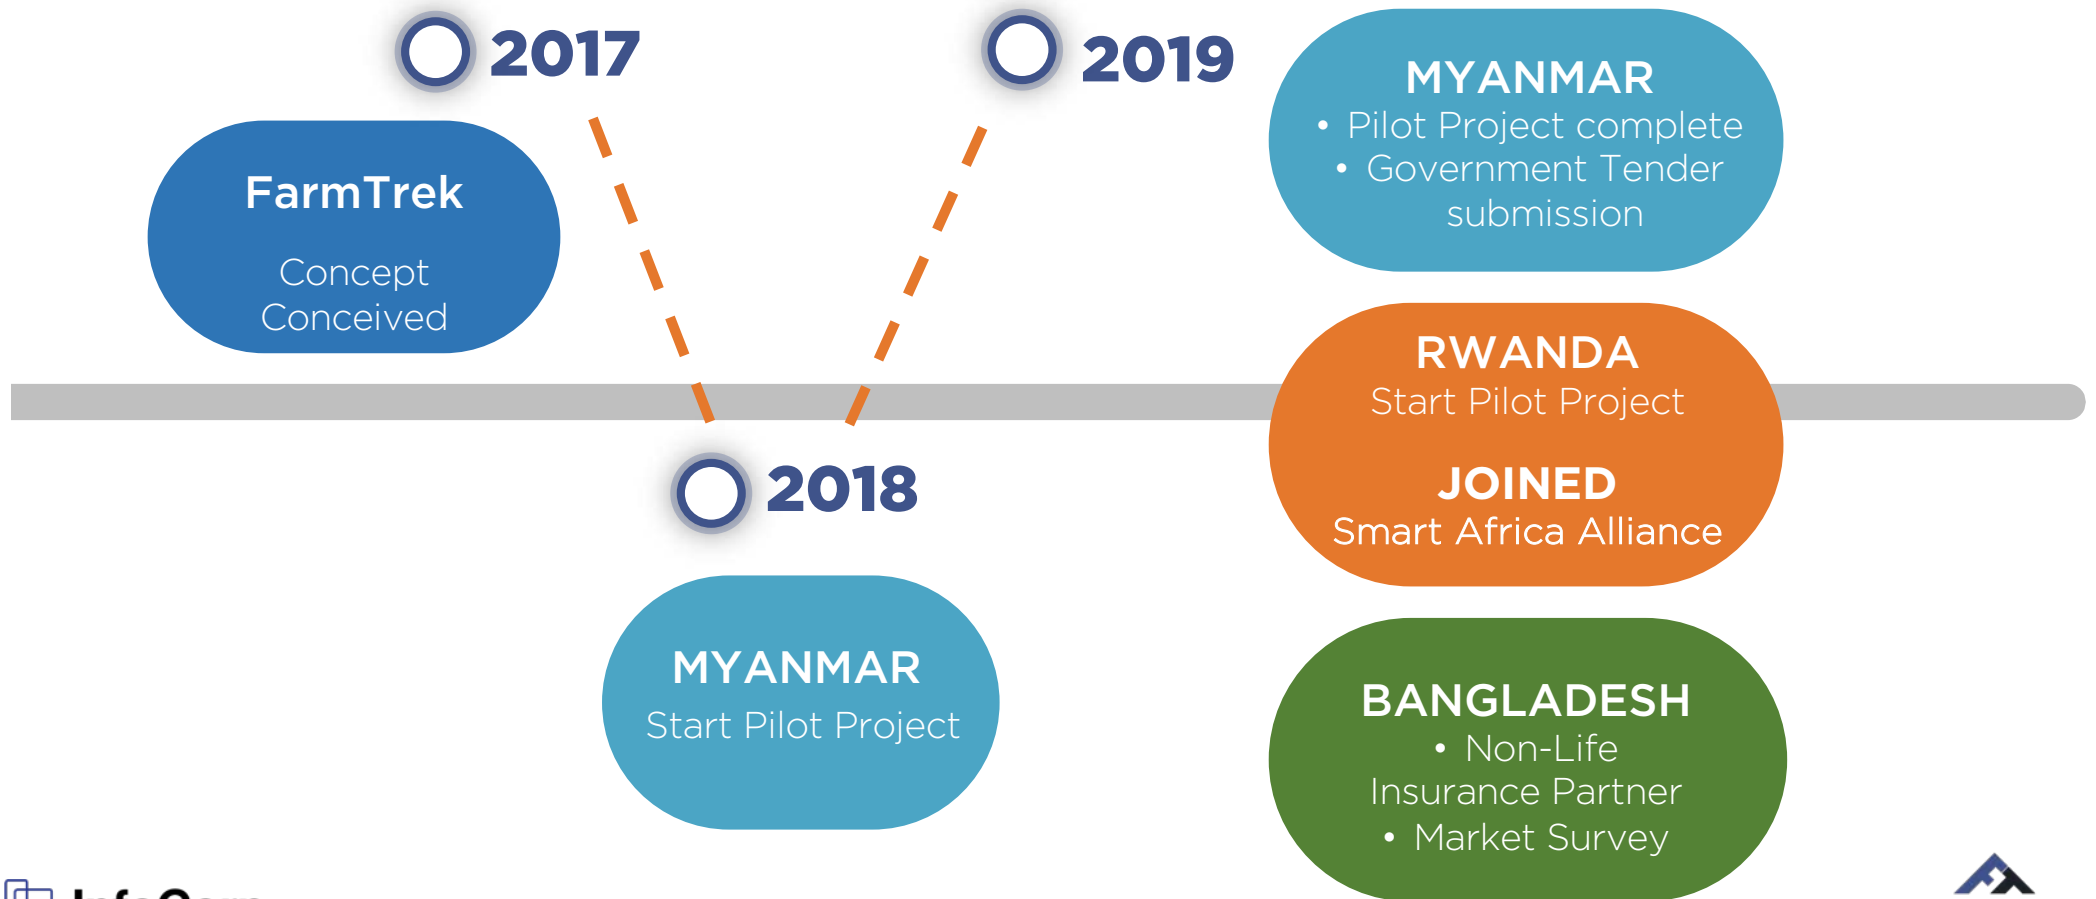 2017
FarmTrek
Concept
Conceived
2018
MYANMAR
Start Pilot Project
2019
MYANMAR
• Pilot Project complete
• Government Tender
submission
RWANDA
Start Pilot Project
JOINED
Smart Africa Alliance
BANGLADESH
• Non-Life
Insurance Partner
• Market Survey